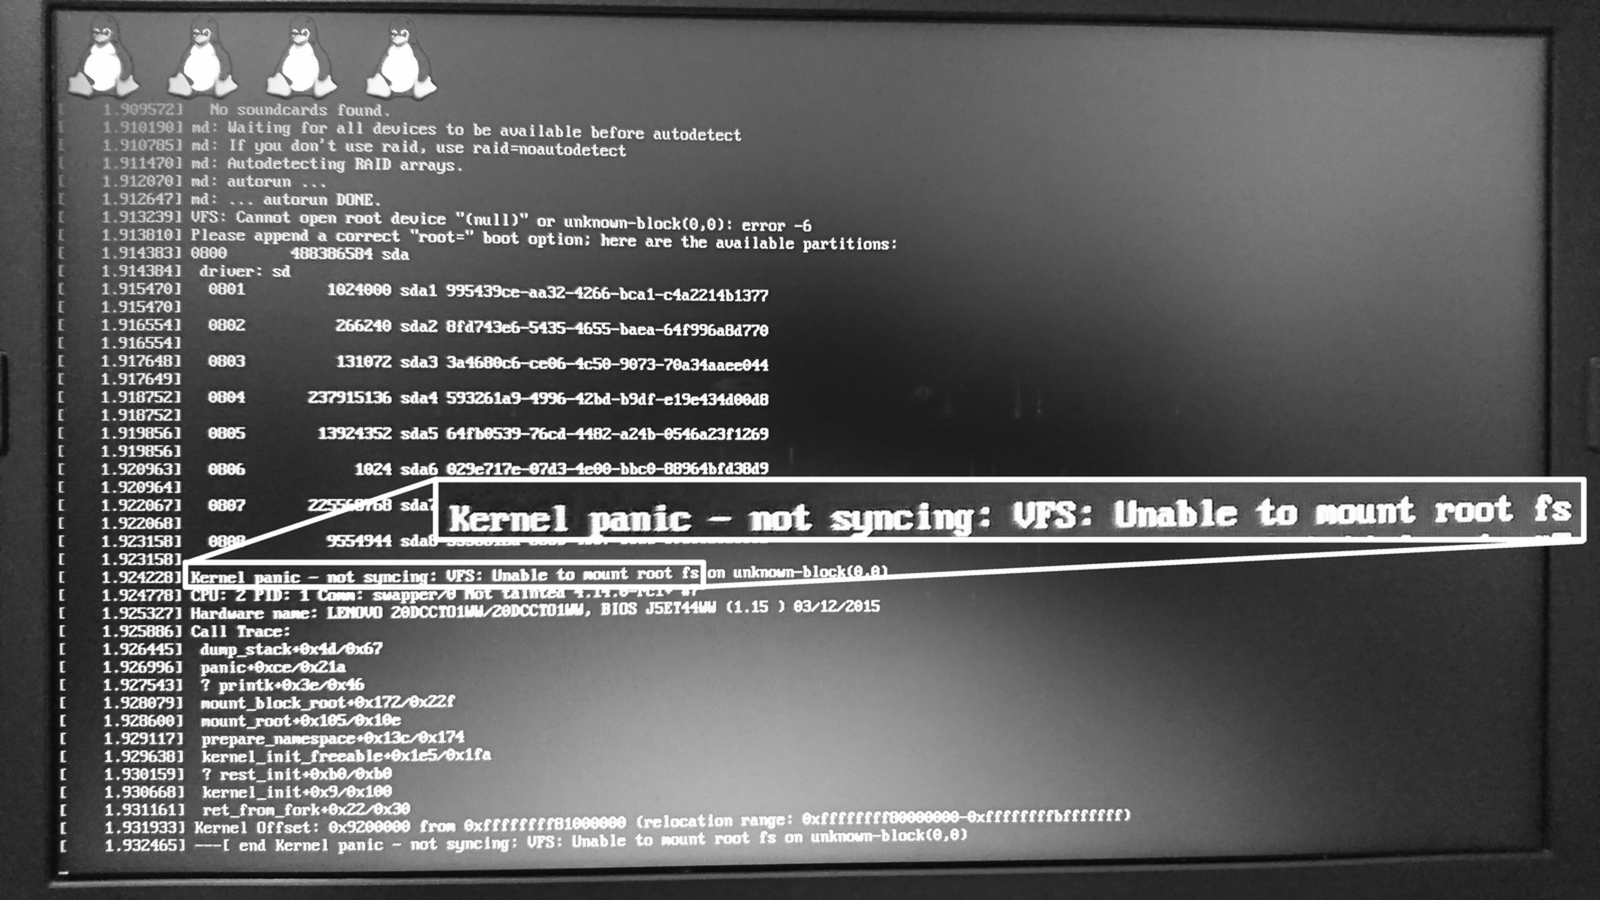 [    1.909572]   No soundcards found.
[    1.910190] md: Waiting for all devices to be available before autodetect
[    1.910785] md: If you don't use raid, use raid=noautodetect
[    1.911470] md: Autodetecting RAID arrays.
[    1.912070] md: autorun ...
[    1.912647] md: ... autorun DONE.
[    1.913239] VFS: Cannot open root device "(null)" or unknown-block(0,0): error -6
[    1.913810] Please append a correct "root=" boot option; here are the available partitions:
[    1.914383] 0800       488386584 sda
[    1.914384]  driver: sd
[    1.915470]   0801         1024000 sda1 995439ce-aa32-4266-bca1-c4a2214b1377
[    1.915470]
[    1.916554]   0802          266240 sda2 8fd743e6-5435-4655-baea-64f996a8d770
[    1.916554]
[    1.917648]   0803          131072 sda3 3a4680c6-ce06-4c50-9073-70a34aaee044
[    1.917649]
[    1.918752]   0804       237915136 sda4 593261a9-4996-42bd-b9df-e19e434d00d8
[    1.918752]
[    1.919856]   0805        13924352 sda5 64fb0539-76cd-4482-a24b-0546a23f1269
[    1.919856]
[    1.920963]   0806            1024 sda6 029e717e-07d3-4e00-bbc0-88964bfd38d9
[    1.920964]
[    1.922067]   0807       sda7
Kernel panic - not syncing: VFS: Unable to mount root fs
[    1.922068]
[    1.923158]   0808         9554944 sda8
[    1.923158]
[    1.924228] Kernel panic - not syncing: VFS: Unable to mount root fs on unknown-block(0,0)
[    1.924778] CPU: 2 PID: 1 Comm: swapper/0 Not tainted 4.14.0-rc1+
[    1.925327] Hardware name: LENOVO 20DCCTO1WW/20DCCTO1WW, BIOS J5ET44WW (1.15 ) 03/12/2015
[    1.925886] Call Trace:
[    1.926445]  dump_stack+0x4d/0x67
[    1.926996]  panic+0xce/0x21a
[    1.927543]  ? printk+0x3e/0x46
[    1.928079]  mount_block_root+0x172/0x22f
[    1.928600]  mount_root+0x105/0x10e
[    1.929117]  prepare_namespace+0x13c/0x174
[    1.929638]  kernel_init_freeable+0x1e5/0x1fa
[    1.930159]  ? rest_init+0xb0/0xb0
[    1.930668]  kernel_init+0x9/0x100
[    1.931161]  ret_from_fork+0x22/0x30
[    1.931933] Kernel Offset: 0x9200000 from 0xffffffff81000000 (relocation range: 0xffffffff80000000-0xffffffffbfffffff)
[    1.932465] ---[ end Kernel panic - not syncing: VFS: Unable to mount root fs on unknown-block(0,0)